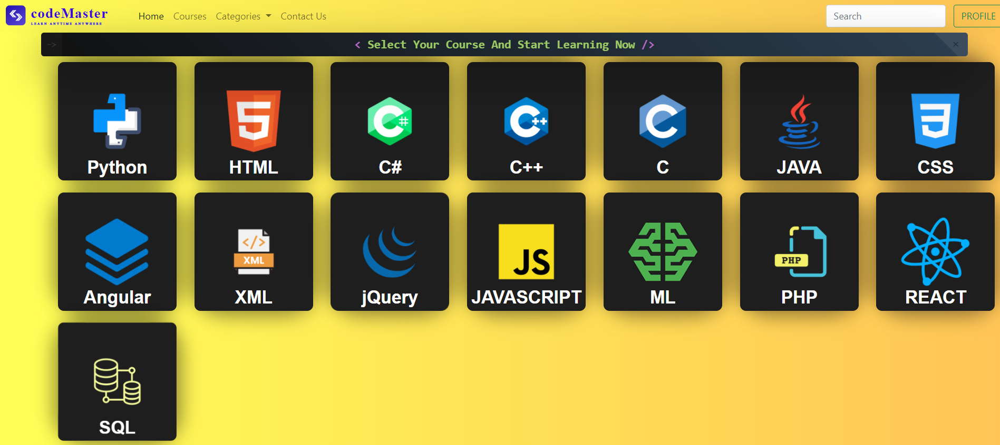 codeMaster
LEARN ANYTIME ANYWHERE
Home Courses Categories Contact Us
Search
PROFILE
->
< Select Your Course And Start Learning Now />
×
Python
HTML
C#
C++
C
JAVA
CSS
Angular
</>
XML
XML
jQuery
JS
JAVASCRIPT
ML
PHP
PHP
REACT
SQL